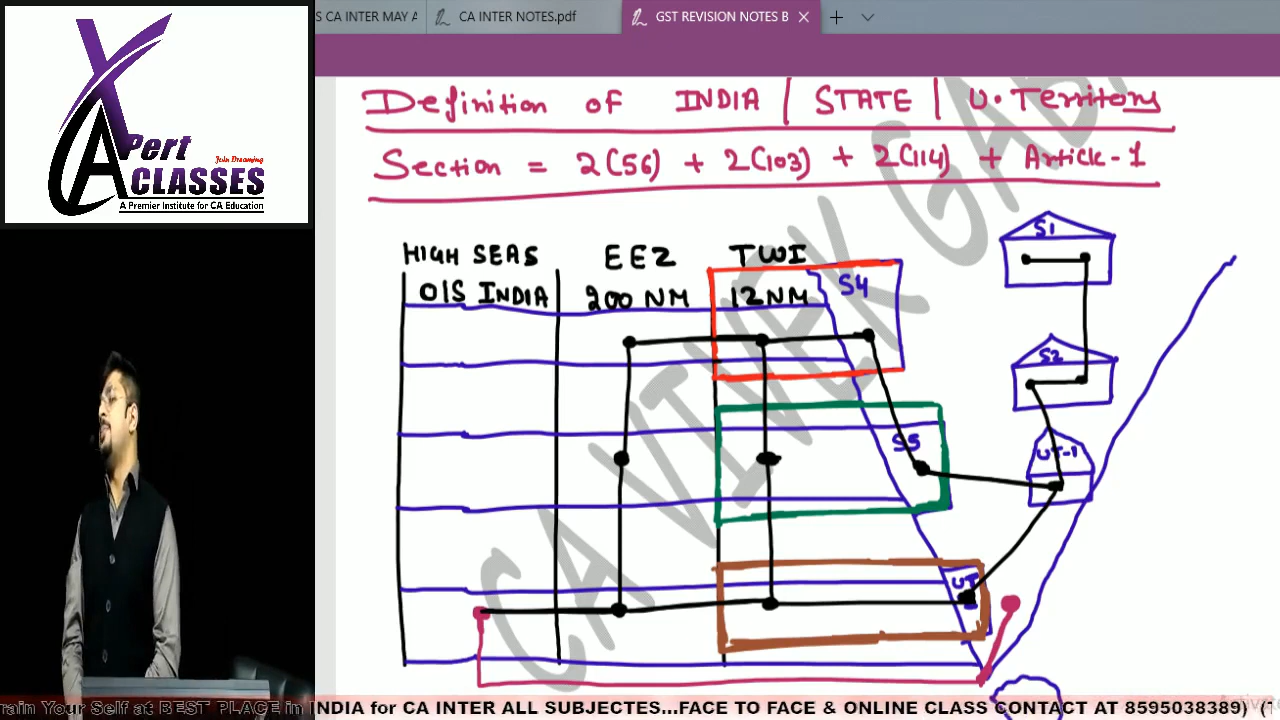 S CA INTER MAY A
CA INTER NOTES.pdf
GST REVISION NOTES B
XPert
Join Dreaming
CLASSES
A Premier Institute for CA Education
Definition of INDIA | STATE | U. Territory
Section = 2(56) + 2(103) + 2(114) + Article-1
HIGH SEAS
O/S INDIA
EEZ
200 NM
TWI
12NM
S4
S1
S2
S5
UT-1
UT
CA VIVEK GABA
rain Your Self at BEST PLACE in INDIA for CA INTER ALL SUBJECTES...FACE TO FACE & ONLINE CLASS CONTACT AT 8595038389)